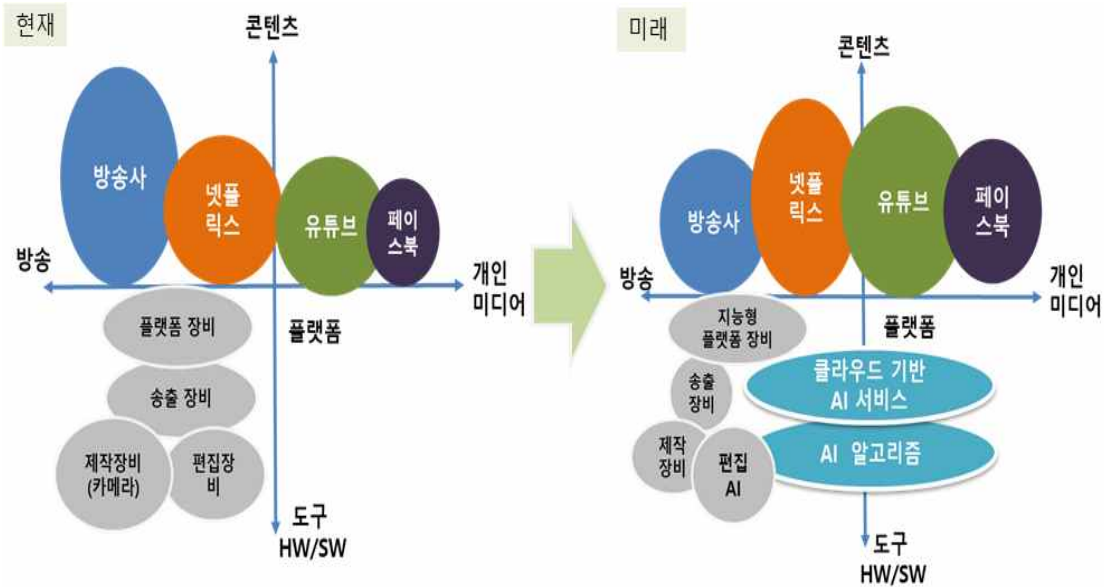 현재
콘텐츠
방송사
넷플
릭스
유튜브
페이
스북
방송
개인
미디어
플랫폼 장비
플랫폼
송출 장비
제작장비
(카메라)
편집장
비
도구
HW/SW
미래
콘텐츠
방송사
넷플
릭스
유튜브
페이
스북
방송
개인
미디어
지능형
플랫폼 장비
플랫폼
송출
장비
클라우드 기반
AI 서비스
제작
장비
편집
AI
AI 알고리즘
도구
HW/SW